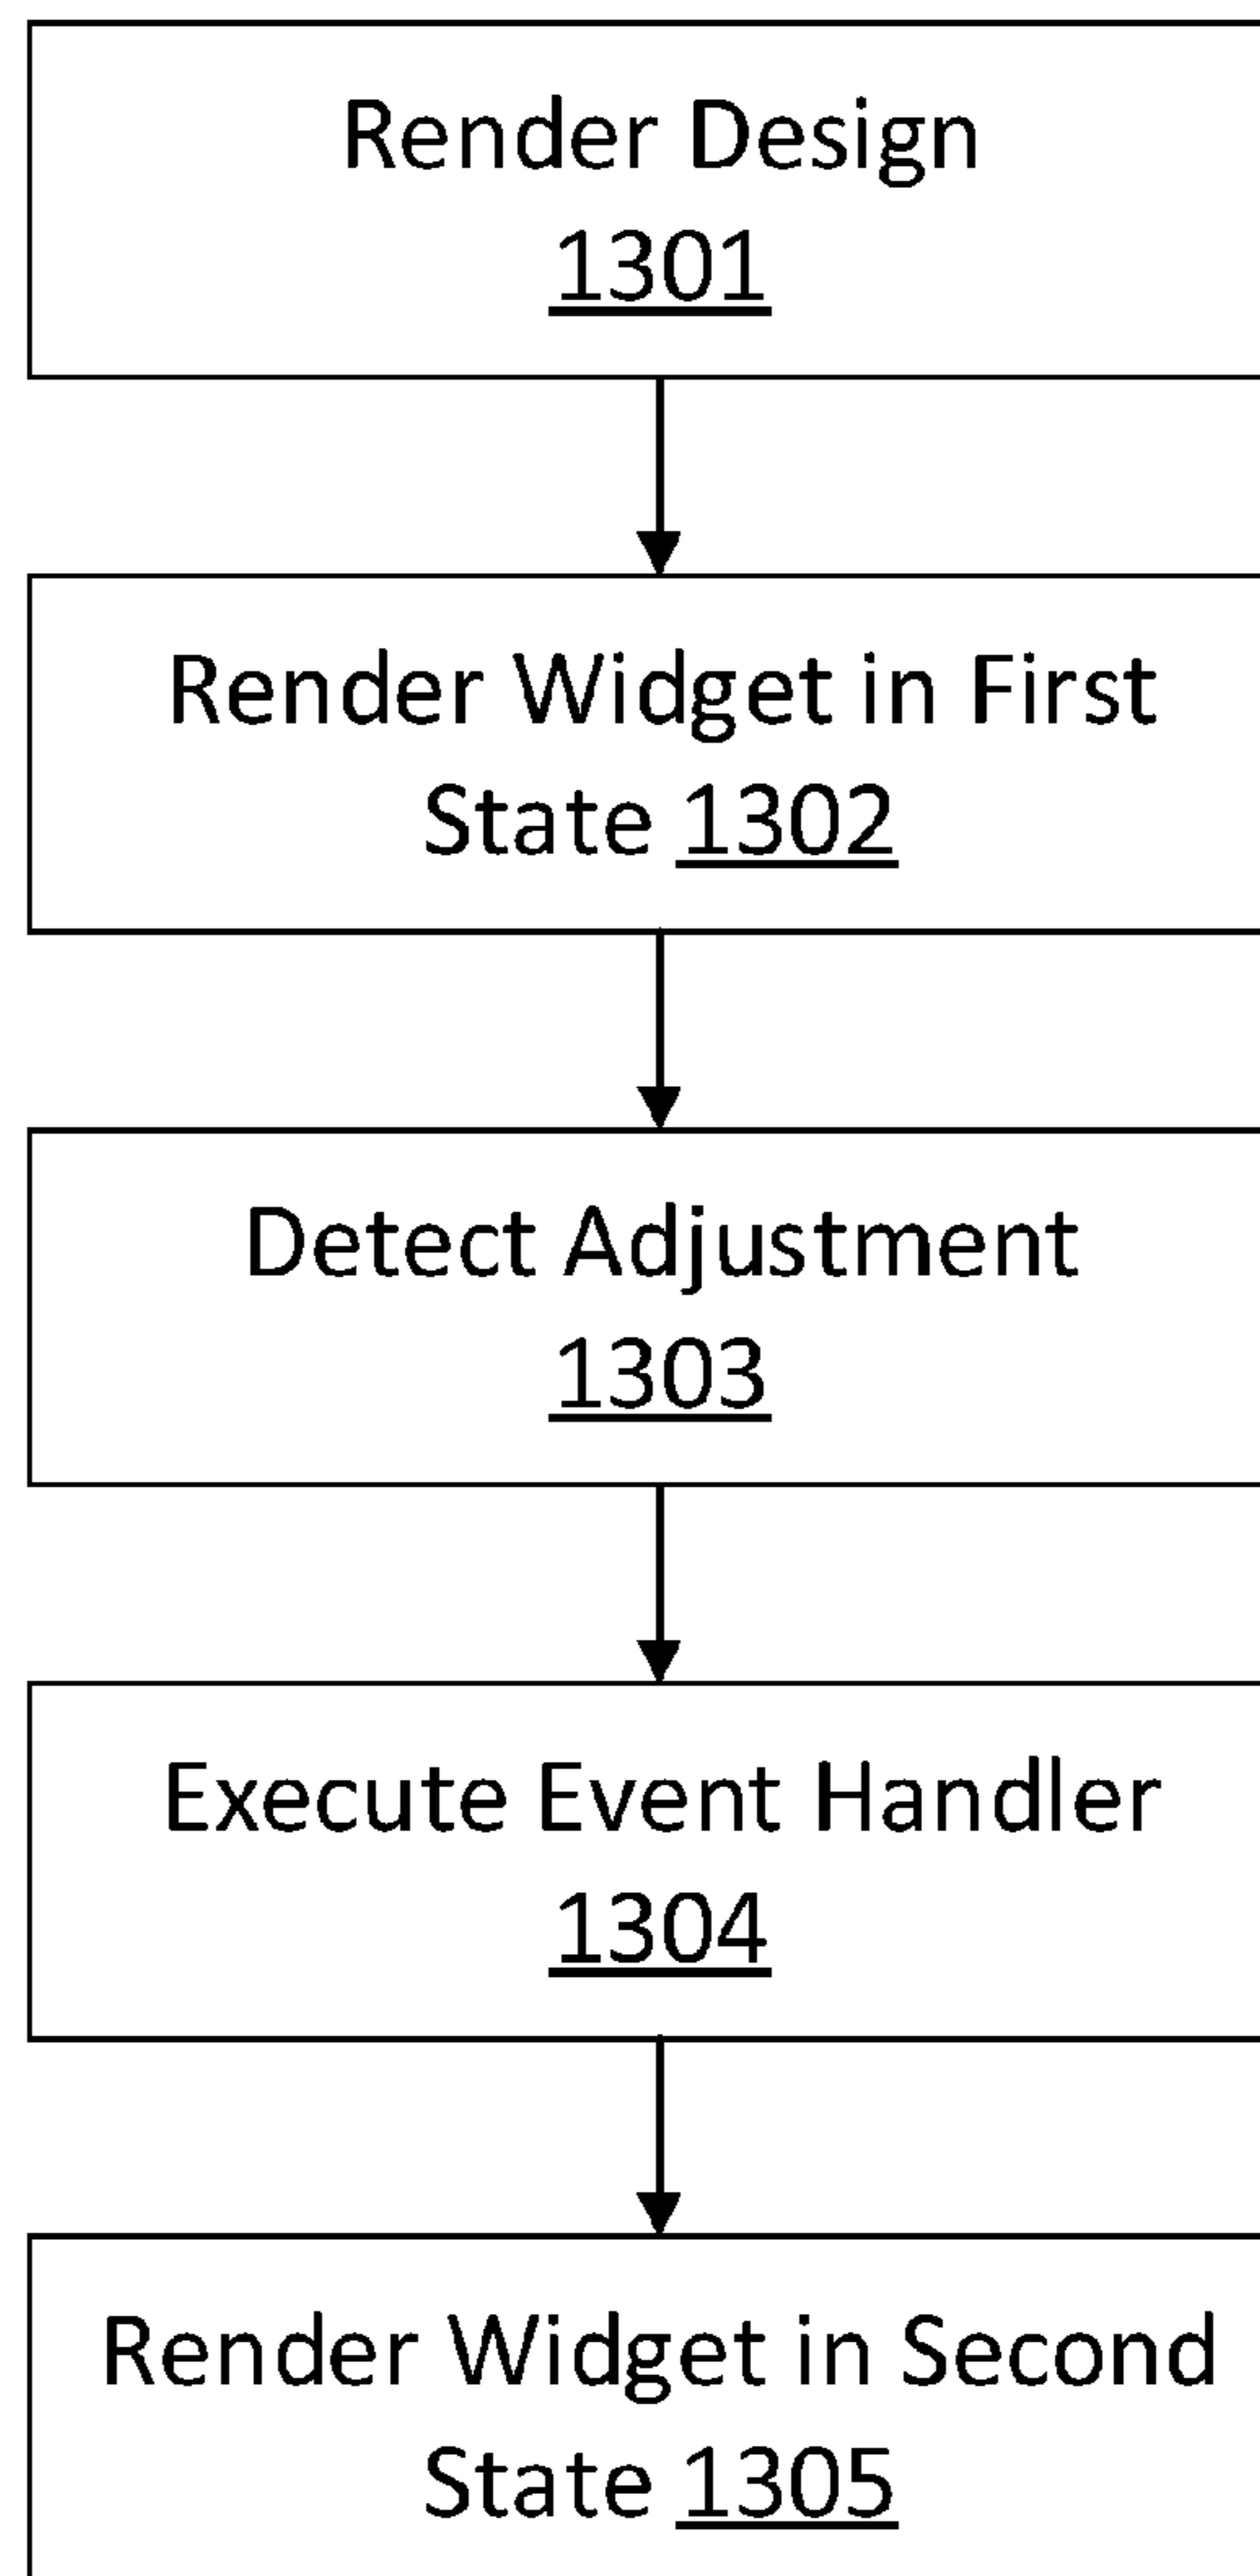 Render Design
1301
Render Widget in First
State 1302
Detect Adjustment
1303
Execute Event Handler
1304
Render Widget in Second
State 1305